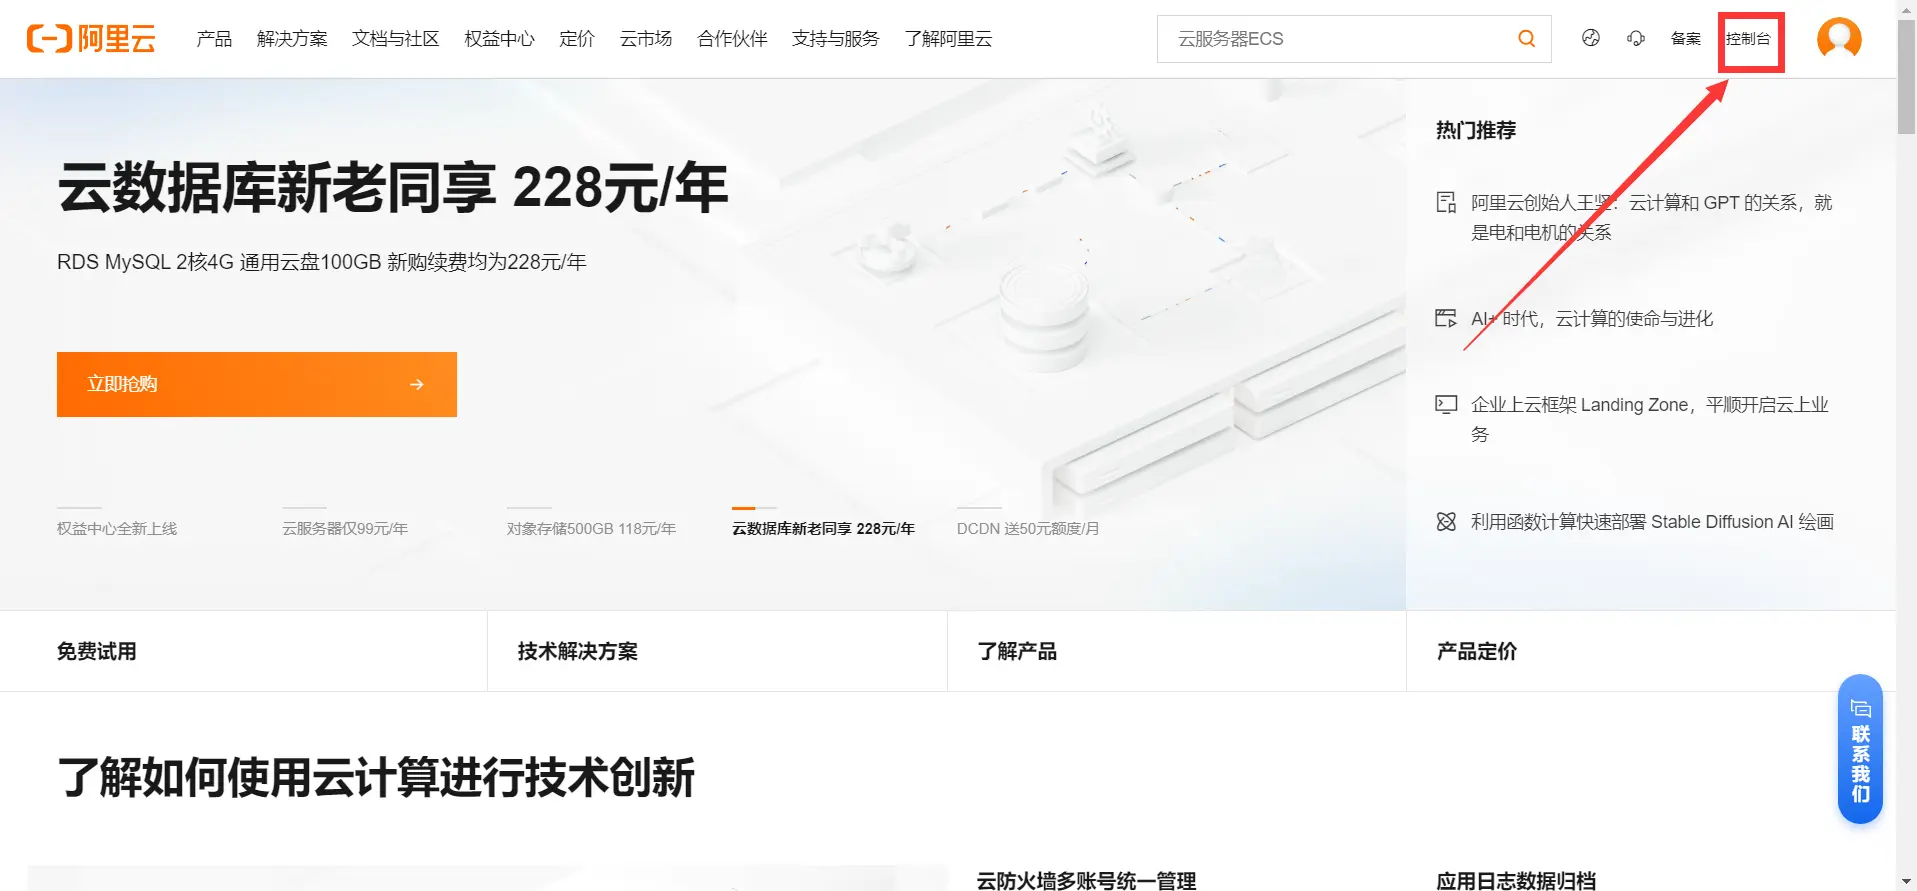 阿里云
产品 解决方案 文档与社区 权益中心 定价 云市场 合作伙伴 支持与服务 了解阿里云
云服务器ECS
备案 控制台
云数据库新老同享 228元/年
RDS MySQL 2核4G 通用云盘100GB 新购续费均为228元/年
立即抢购
权益中心全新上线
云服务器仅99元/年
对象存储500GB 118元/年
云数据库新老同享 228元/年
DCDN 送50元额度/月
热门推荐
阿里云创始人王坚：云计算和 GPT 的关系，就
是电和电机的关系
AI+ 时代，云计算的使命与进化
企业上云框架 Landing Zone，平顺开启云上业
务
利用函数计算快速部署 Stable Diffusion AI 绘画
免费试用
技术解决方案
了解产品
产品定价
联系我们
了解如何使用云计算进行技术创新
云防火墙多账号统一管理
应用日志数据归档